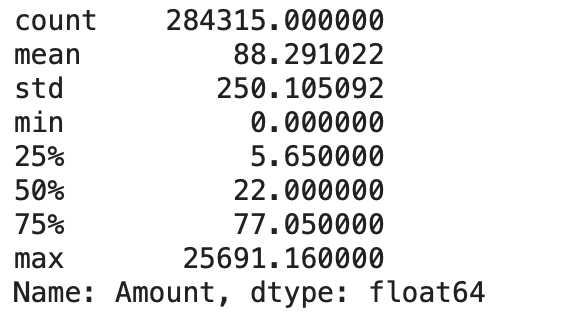 count    284315.000000
mean         88.291022
std         250.105092
min           0.000000
25%           5.650000
50%          22.000000
75%          77.050000
max       25691.160000
Name: Amount, dtype: float64